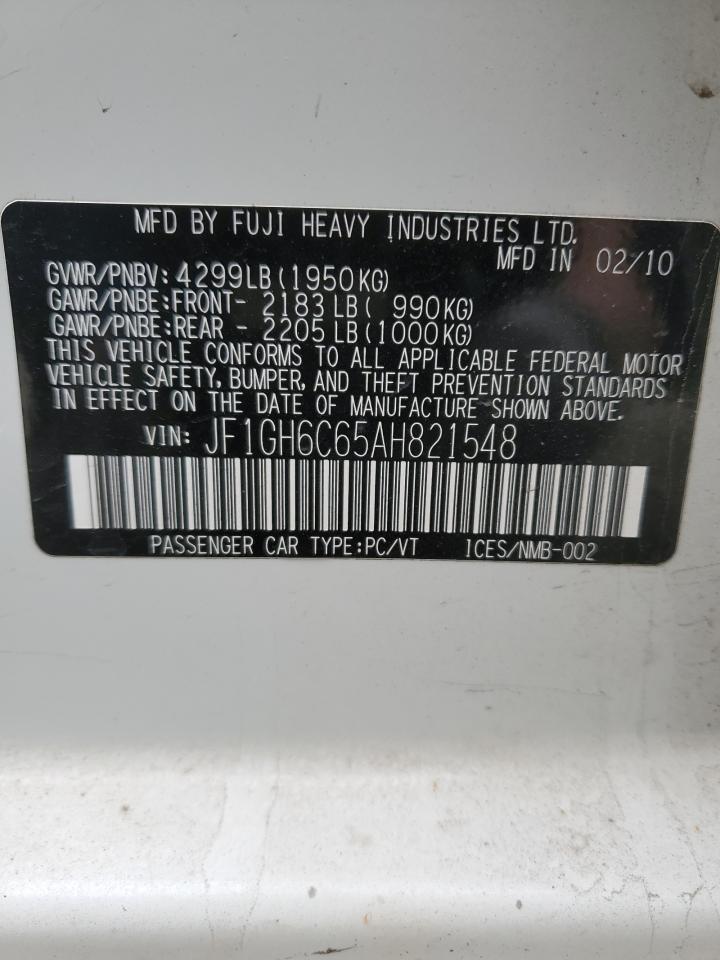 MFD BY FUJI HEAVY INDUSTRIES LTD.
MFD IN 02/10
GVWR/PNBV: 4299LB (1950KG)
GAWR/PNBE:FRONT- 2183LB( 990KG)
GAWR/PNBE:REAR - 2205LB(1000KG)
THIS VEHICLE CONFORMS TO ALL APPLICABLE FEDERAL MOTOR
VEHICLE SAFETY, BUMPER, AND THEFT PREVENTION STANDARDS
IN EFFECT ON THE DATE OF MANUFACTURE SHOWN ABOVE.
VIN: JF1GH6C65AH821548
PASSENGER CAR TYPE:PC/VT ICES/NMB-002